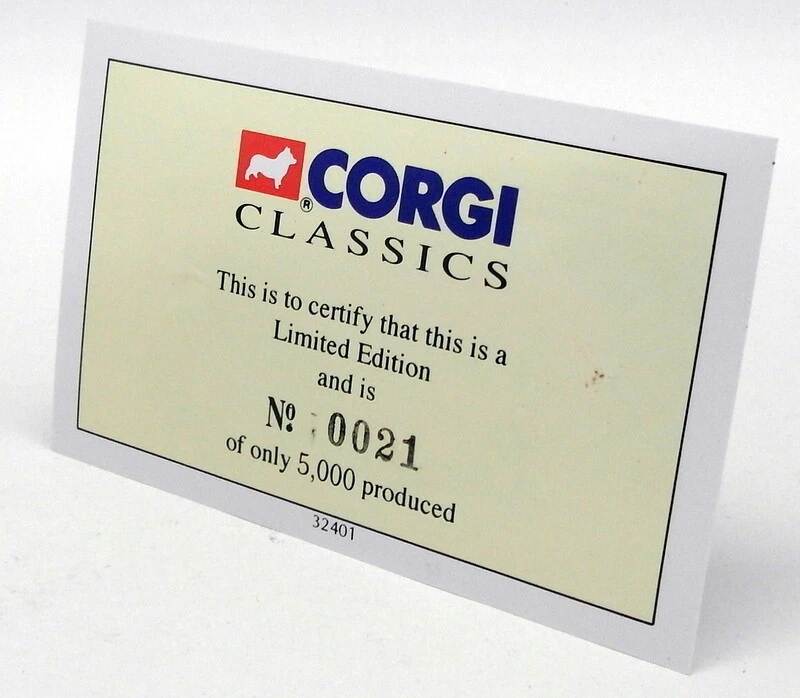 ® CORGI
CLASSICS
This is to certify that this is a
Limited Edition
and is
Nº 0021
of only 5,000 produced
32401